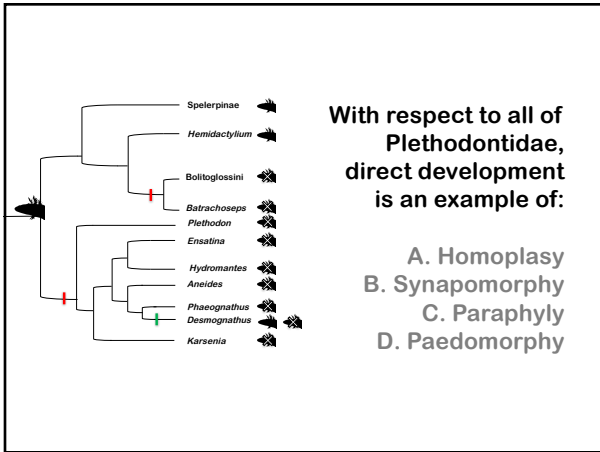 Spelerpinae
Hemidactylium
Bolitoglossini
Batrachoseps
Plethodon
Ensatina
Hydromantes
Aneides
Phaeognathus
Desmognathus
Karsenia
With respect to all of
Plethodontidae,
direct development
is an example of:
A. Homoplasy
B. Synapomorphy
C. Paraphyly
D. Paedomorphy